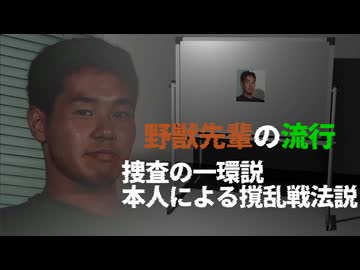 野獣先輩の流行
捜査の一環説
本人による撹乱戦法説